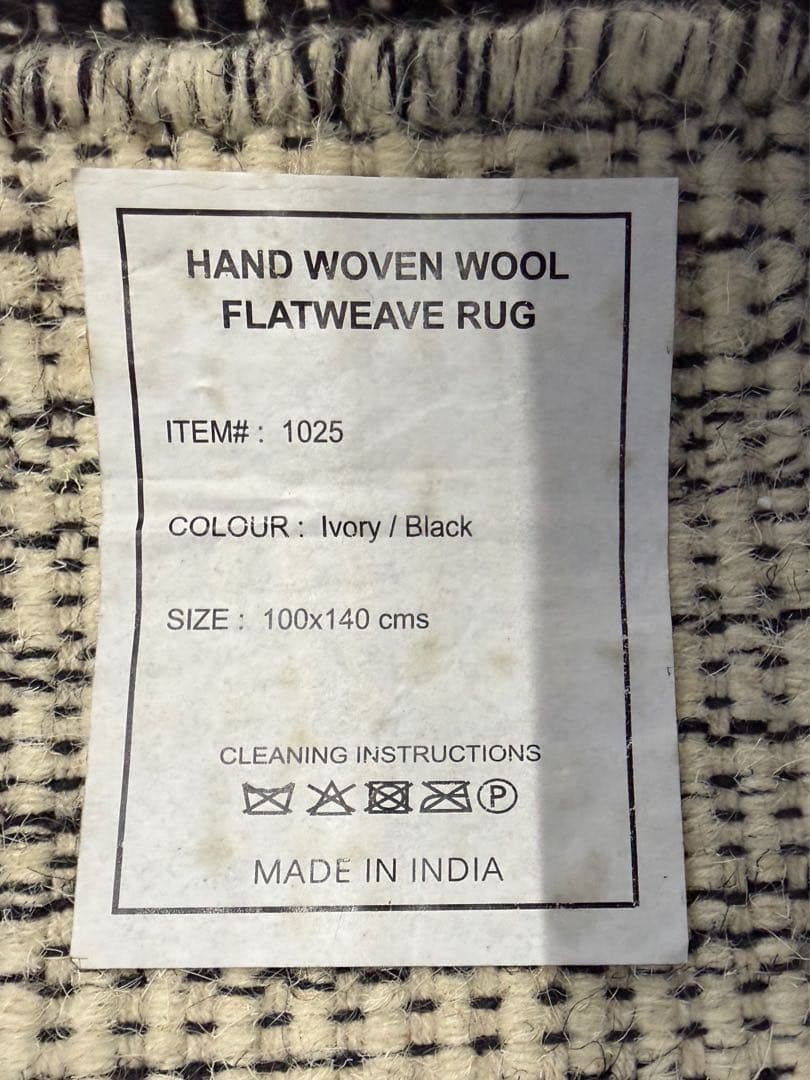 HAND WOVEN WOOL
FLATWEAVE RUG
ITEM# : 1025
COLOUR : Ivory / Black
SIZE : 100x140 cms
CLEANING INSTRUCTIONS
P
MADE IN INDIA